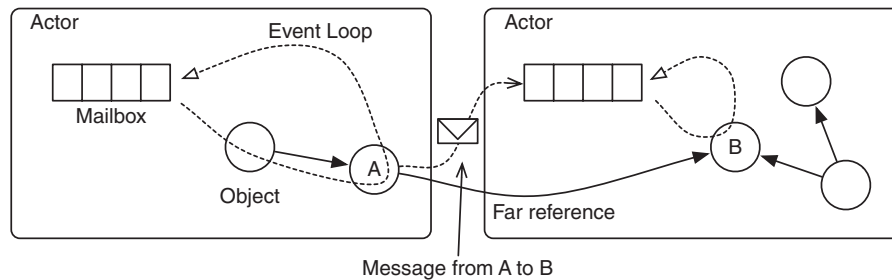 Actor
Event Loop
Actor
Mailbox
A
B
Object
Far reference
Message from A to B